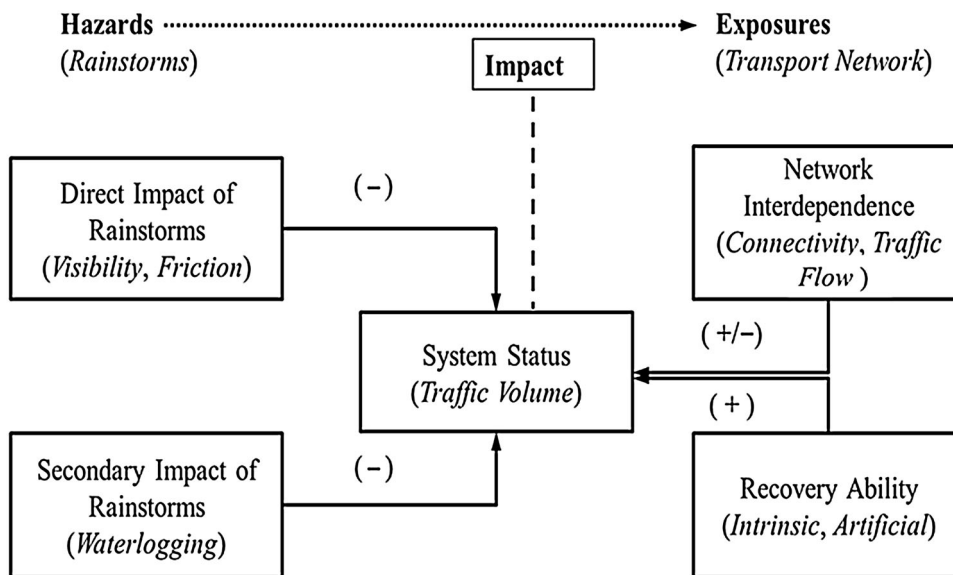 Hazards
(Rainstorms)
Impact
Exposures
(Transport Network)
Direct Impact of
Rainstorms
(Visibility, Friction)
(−)
Network
Interdependence
(Connectivity, Traffic
Flow )
(+/−)
System Status
(Traffic Volume)
(+)
Secondary Impact of
Rainstorms
(Waterlogging)
(−)
Recovery Ability
(Intrinsic, Artificial)